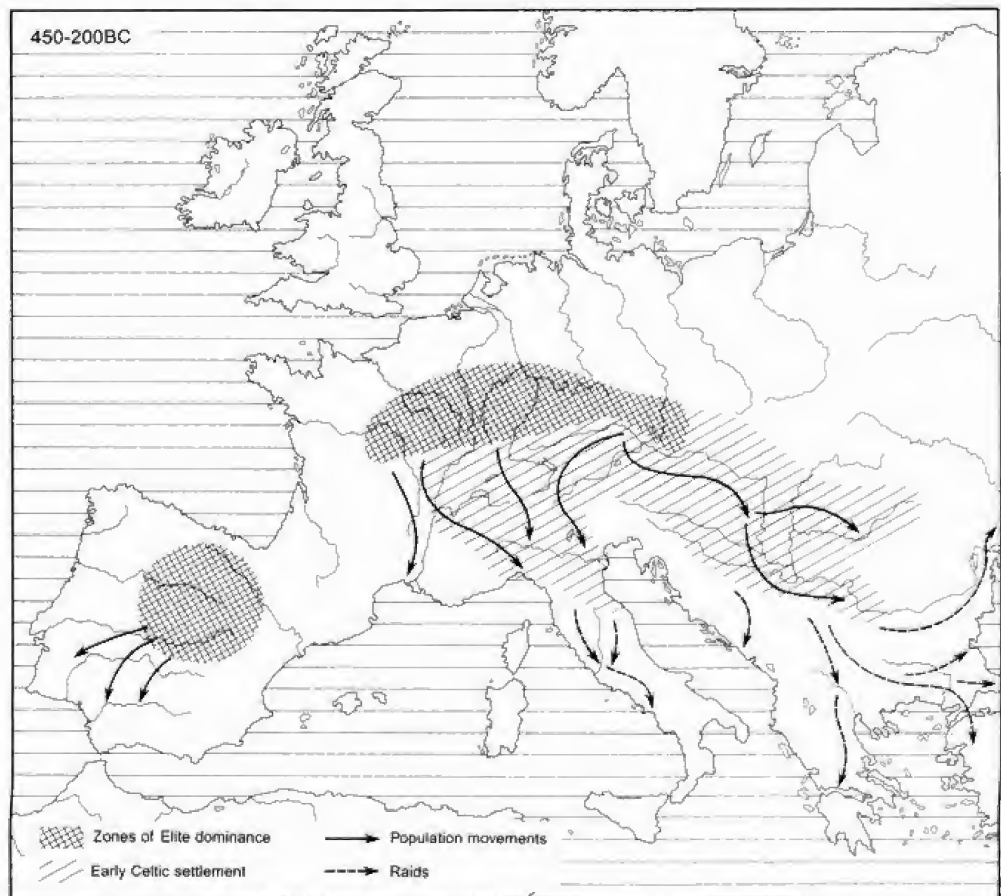 450-200BC
Zones of Elite dominance
Population movements
Early Celtic settlement
Raids